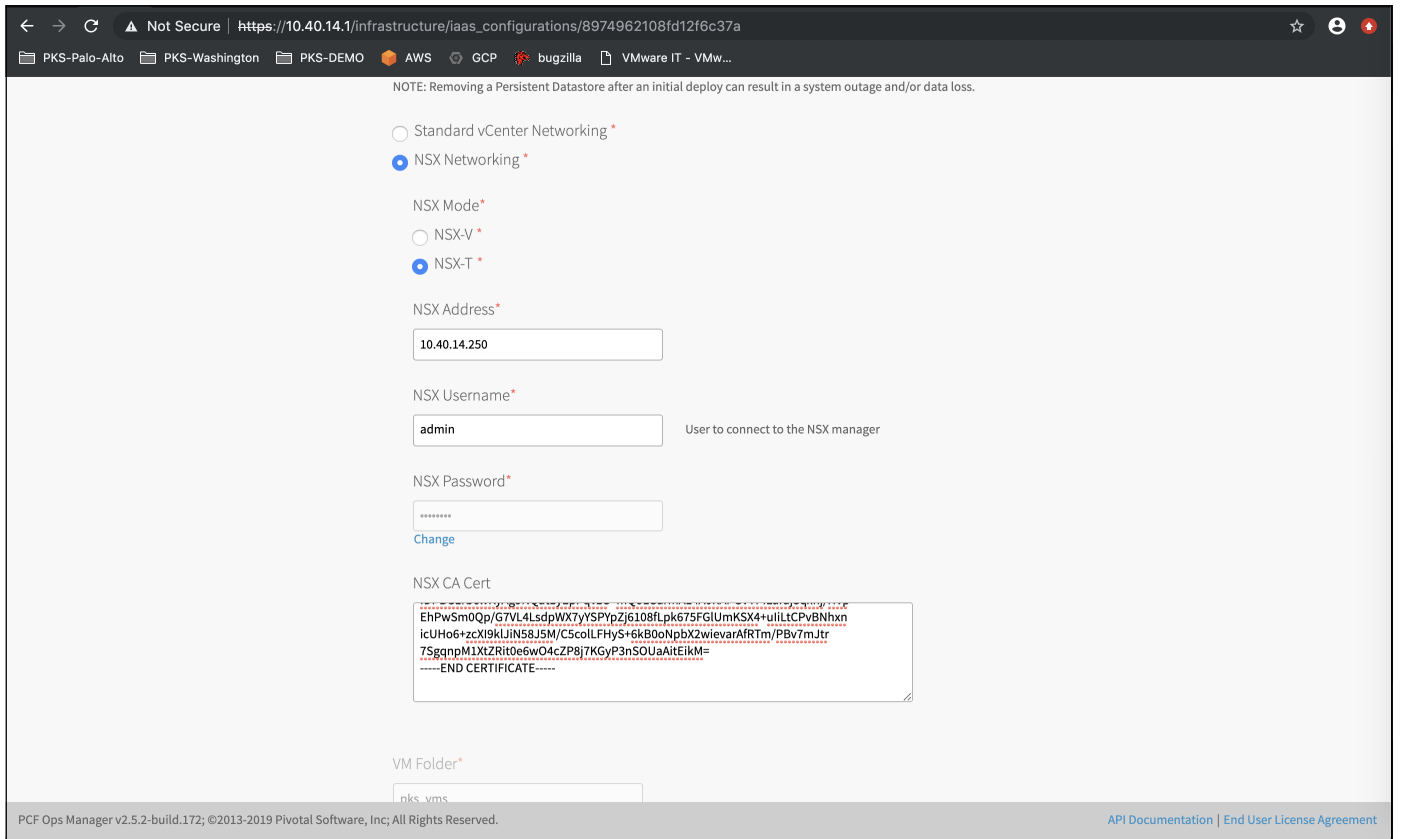 Not Secure | https://10.40.14.1/infrastructure/iaas_configurations/8974962108fd12f6c37a
PKS-Palo-Alto PKS-Washington PKS-DEMO AWS GCP bugzilla VMware IT - VMw...
NOTE: Removing a Persistent Datastore after an initial deploy can result in a system outage and/or data loss.
Standard vCenter Networking *
NSX Networking *
NSX Mode*
NSX-V *
NSX-T *
NSX Address*
10.40.14.250
NSX Username*
admin
User to connect to the NSX manager
NSX Password*
••••••••
Change
NSX CA Cert
EhPwSm0Qp/G7VL4LsdpWX7yYSPYpZj6108fLpk675FGlUmKSX4+uIiLtCPvBNhxn
icUHo6+zcXI9klJiN58J5M/C5colLFHyS+6kB0oNpbX2wievarAfRTm/PBv7mJtr
7SgqnpM1XtZRit0e6wO4cZP8j7KGyP3nSOUaAitEikM=
-----END CERTIFICATE-----
VM Folder*
pks_vms
PCF Ops Manager v2.5.2-build.172; ©2013-2019 Pivotal Software, Inc; All Rights Reserved.
API Documentation | End User License Agreement